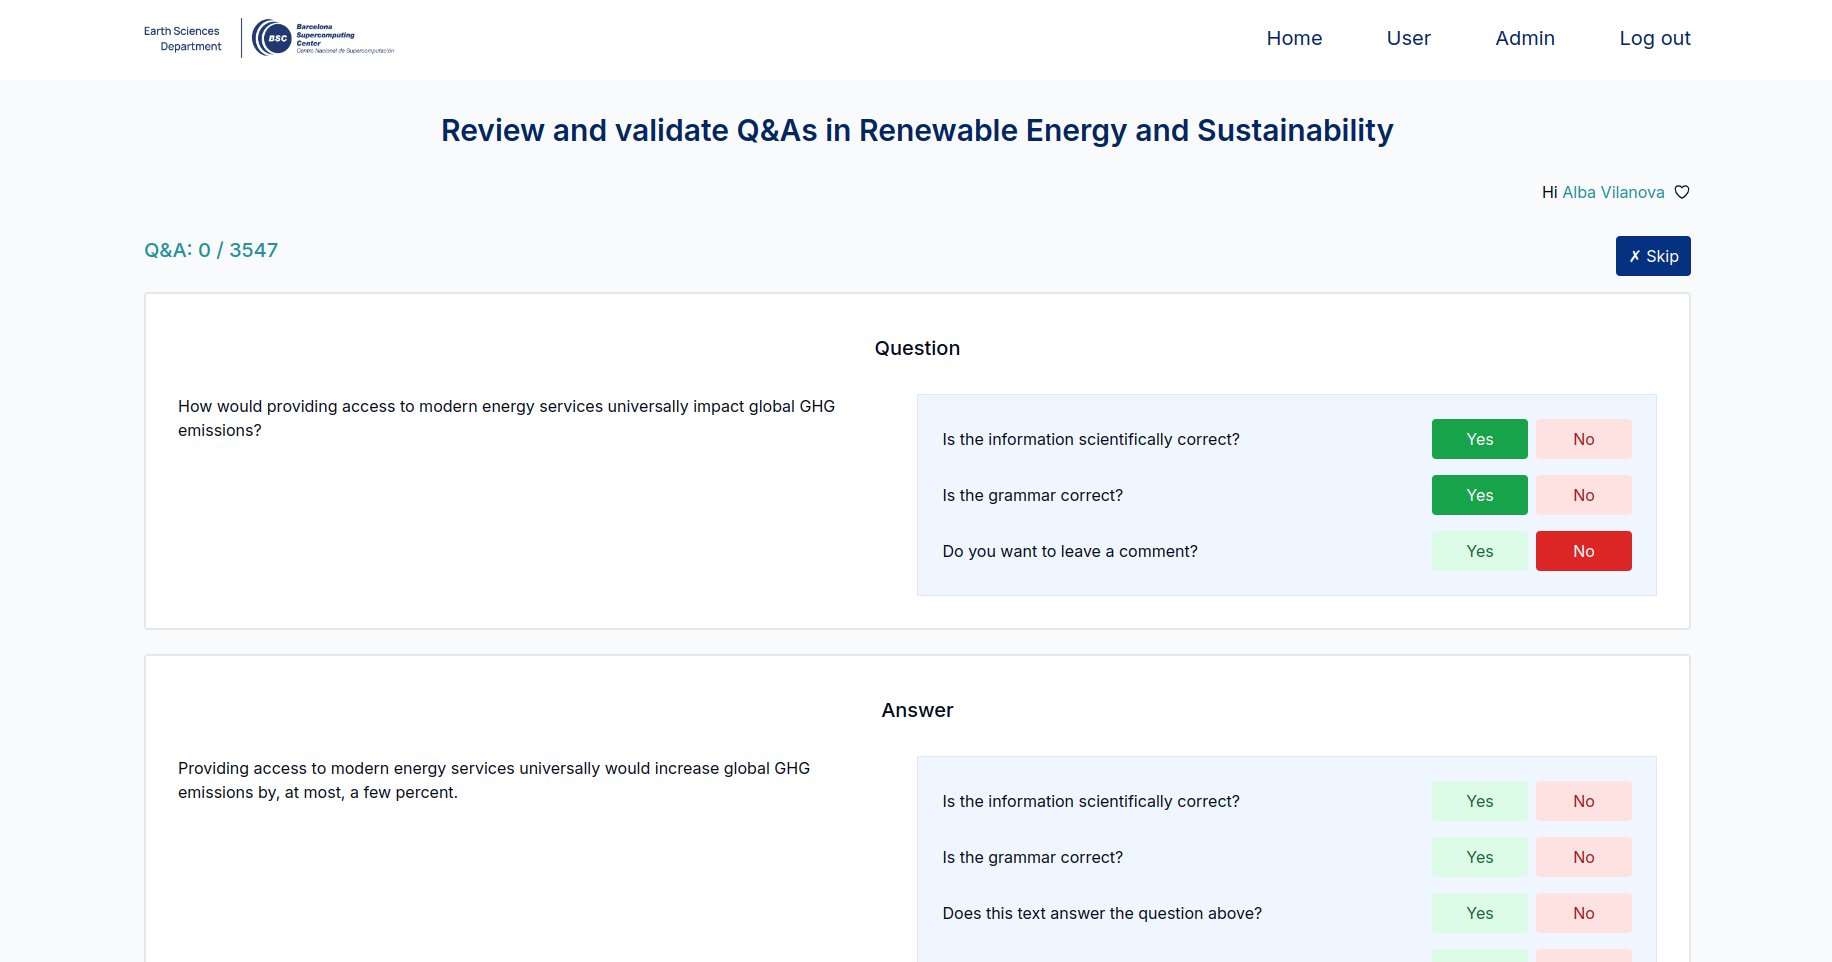 Earth Sciences
Department
BSC
Barcelona
Supercomputing
Center
Centro Nacional de Supercomputación
Home
User
Admin
Log out
Review and validate Q&As in Renewable Energy and Sustainability
Hi Alba Vilanova ♡
Q&A: 0 / 3547
✗ Skip
Question
How would providing access to modern energy services universally impact global GHG
emissions?
Is the information scientifically correct?
Yes
No
Is the grammar correct?
Yes
No
Do you want to leave a comment?
Yes
No
Answer
Providing access to modern energy services universally would increase global GHG
emissions by, at most, a few percent.
Is the information scientifically correct?
Yes
No
Is the grammar correct?
Yes
No
Does this text answer the question above?
Yes
No